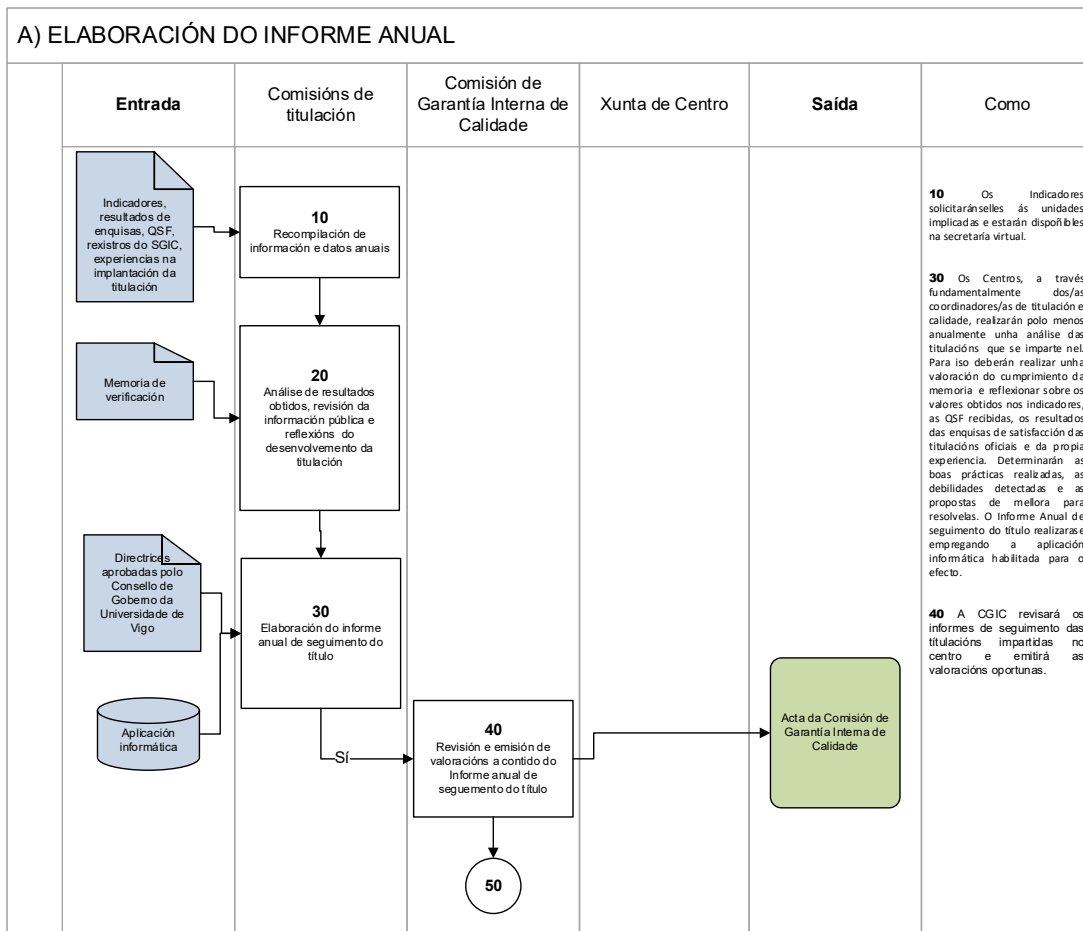 A) ELABORACIÓN DO INFORME ANUAL
Entrada
Comisións de
titulación
Comisión de
Garantía Interna de
Calidade
Xunta de Centro
Saída
Como
Indicadores,
resultados de
enquisas, QSF,
rexistros do SGIC,
experiencias na
implantación da
titulación
10
Recompilación de
información e datos anuais
Memoria de
verificación
20
Análise de resultados
obtidos, revisión da
información pública e
reflexións do
desenvolvemento da
titulación
Directrices
aprobadas polo
Consello de
Goberno da
Universidade de
Vigo
30
Elaboración do informe
anual de seguimento do
título
Aplicación
informática
Sí
40
Revisión e emisión de
valoracións a contido do
Informe anual de
seguemento do título
50
Acta da Comisión de
Garantía Interna de
Calidade
10 Os Indicadores
solicitaránselles ás unidades
implicadas e estarán dispoñibles
na secretaría virtual.
30 Os Centros, a través
fundamentalmente dos/as
coordinadores/as de titulación e
calidade, realizarán polo menos
anualmente unha análise das
titulacións que se imparte nel.
Para iso deberán realizar unha
valoración do cumprimento da
memoria e reflexionar sobre os
valores obtidos nos indicadores,
as QSF recibidas, os resultados
das enquisas de satisfacción das
titulacións oficiais e da propia
experiencia. Determinarán as
boas prácticas realizadas, as
debilidades detectadas e as
propostas de mellora para
resolvelas. O Informe Anual de
seguimento do título realizarase
empregando a aplicación
informática habilitada para o
efecto.
40 A CGIC revisará os
informes de seguimento das
títulacións impartidas no
centro e emitirá as
valoracións oportunas.